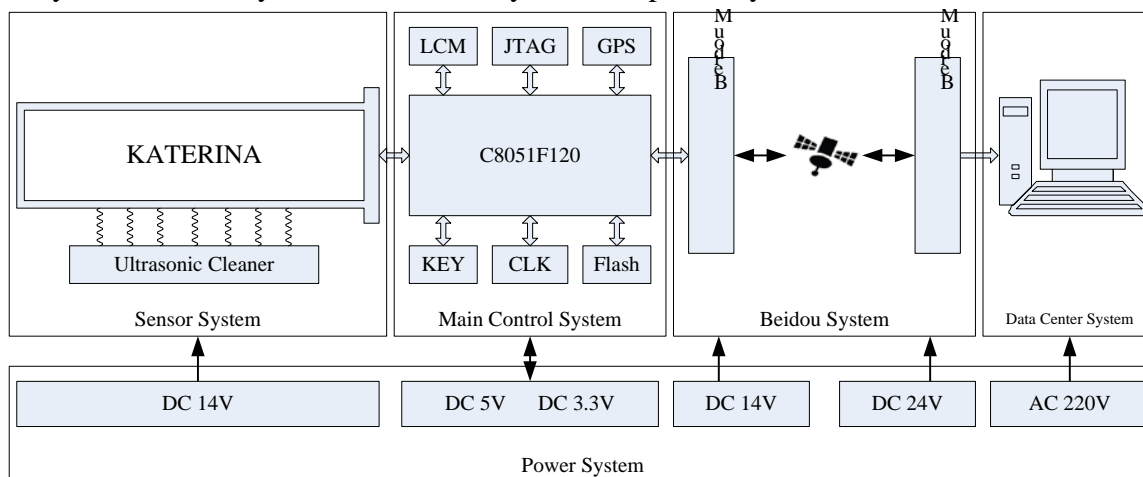 LCM JTAG GPS
KATERINA
C8051F120
KEY CLK Flash
Ultrasonic Cleaner
Sensor System
Main Control System
Beidou System
Data Center System
DC 14V
DC 5V DC 3.3V
DC 14V
DC 24V
AC 220V
Power System